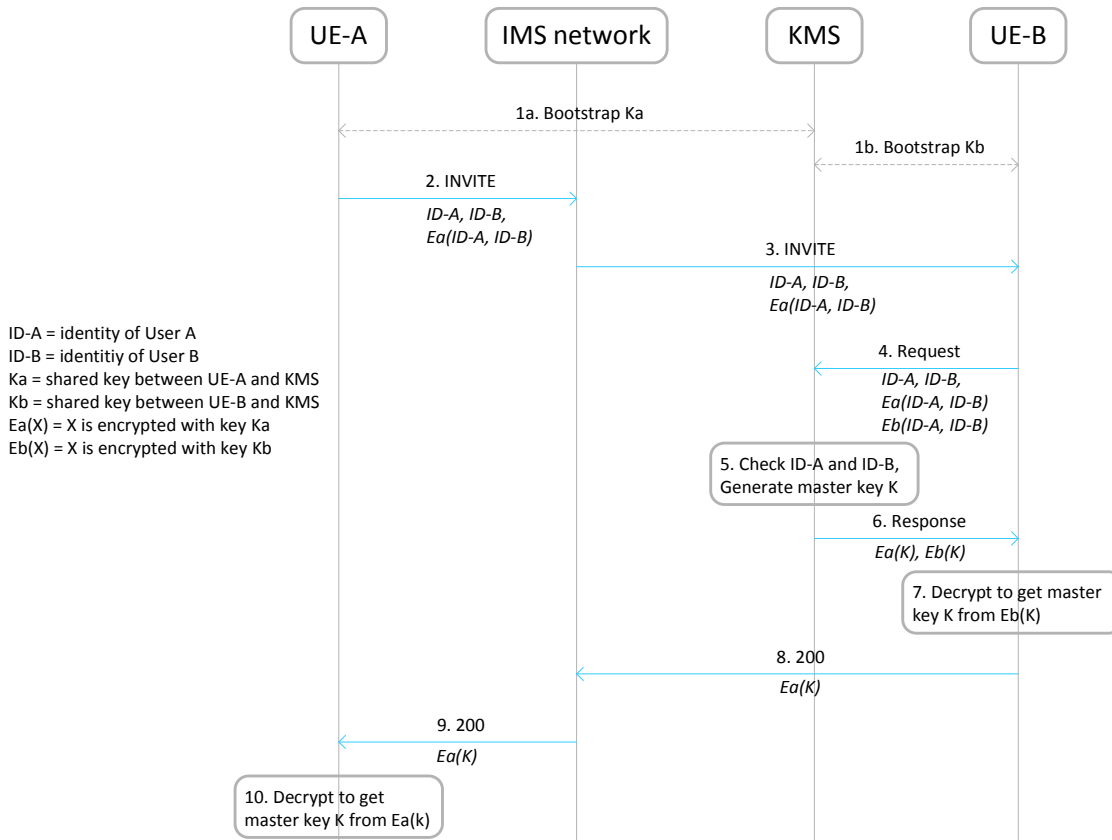 UE-A
IMS network
KMS
UE-B
1a. Bootstrap Ka
1b. Bootstrap Kb
2. INVITE
ID-A, ID-B,
Ea(ID-A, ID-B)
3. INVITE
ID-A, ID-B,
Ea(ID-A, ID-B)
ID-A = identity of User A
ID-B = identitiy of User B
Ka = shared key between UE-A and KMS
Kb = shared key between UE-B and KMS
Ea(X) = X is encrypted with key Ka
Eb(X) = X is encrypted with key Kb
4. Request
ID-A, ID-B,
Ea(ID-A, ID-B)
Eb(ID-A, ID-B)
5. Check ID-A and ID-B,
Generate master key K
6. Response
Ea(K), Eb(K)
7. Decrypt to get master
key K from Eb(K)
8. 200
Ea(K)
9. 200
Ea(K)
10. Decrypt to get
master key K from Ea(k)